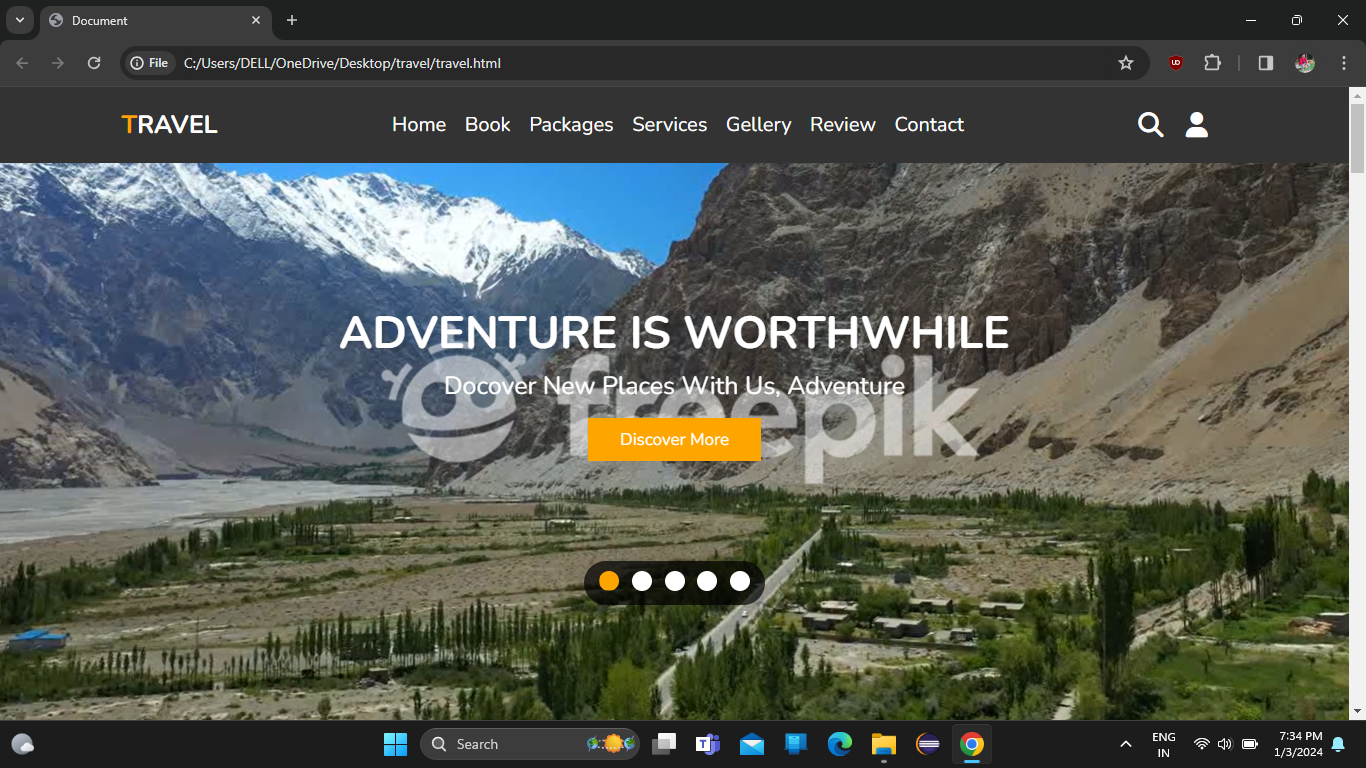 Document
File C:/Users/DELL/OneDrive/Desktop/travel/travel.html
TRAVEL Home Book Packages Services Gellery Review Contact
ADVENTURE IS WORTHWHILE
Docover New Places With Us, Adventure
freepik
Discover More
Search
ENG
IN
7:34 PM
1/3/2024